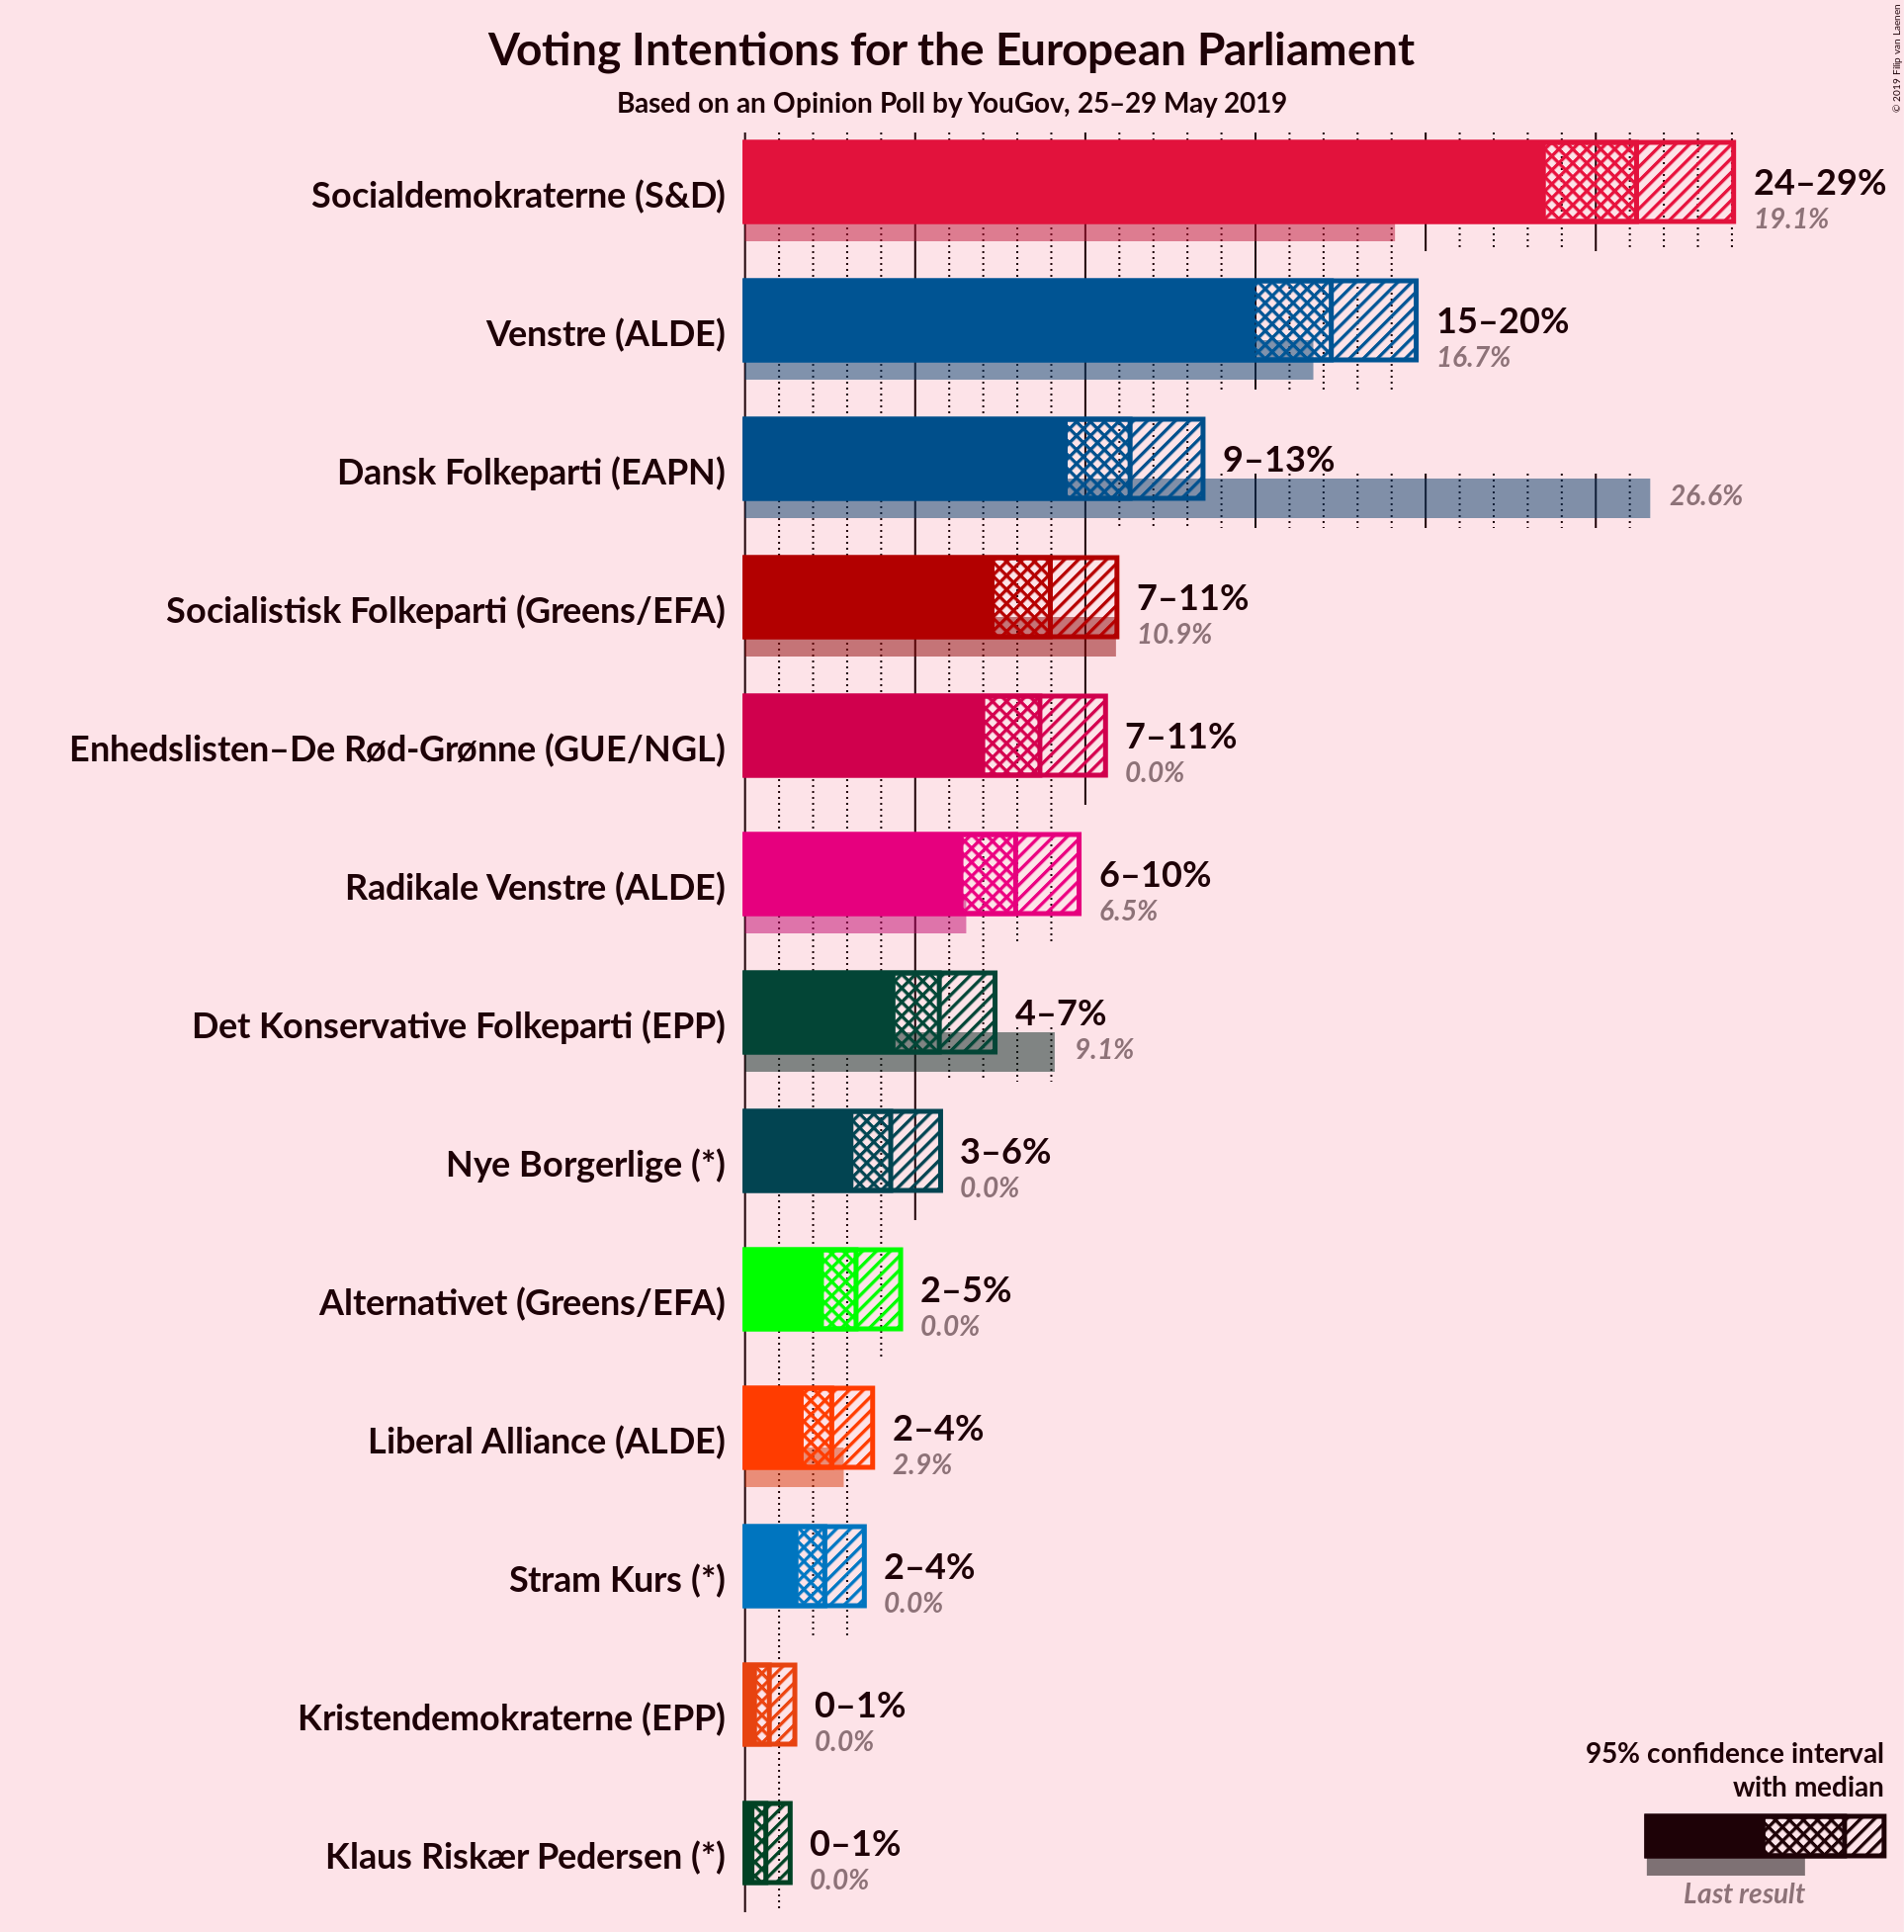 Voting Intentions for the European Parliament
Based on an Opinion Poll by YouGov, 25–29 May 2019
© 2019 Filip van Laenen
Socialdemokraterne (S&D)
24–29%
19.1%
Venstre (ALDE)
15–20%
16.7%
Dansk Folkeparti (EAPN)
9–13%
26.6%
Socialistisk Folkeparti (Greens/EFA)
7–11%
10.9%
Enhedslisten–De Rød-Grønne (GUE/NGL)
7–11%
0.0%
Radikale Venstre (ALDE)
6–10%
6.5%
Det Konservative Folkeparti (EPP)
4–7%
9.1%
Nye Borgerlige (*)
3–6%
0.0%
Alternativet (Greens/EFA)
2–5%
0.0%
Liberal Alliance (ALDE)
2–4%
2.9%
Stram Kurs (*)
2–4%
0.0%
Kristendemokraterne (EPP)
0–1%
0.0%
Klaus Riskær Pedersen (*)
0–1%
0.0%
95% confidence interval
with median
Last result